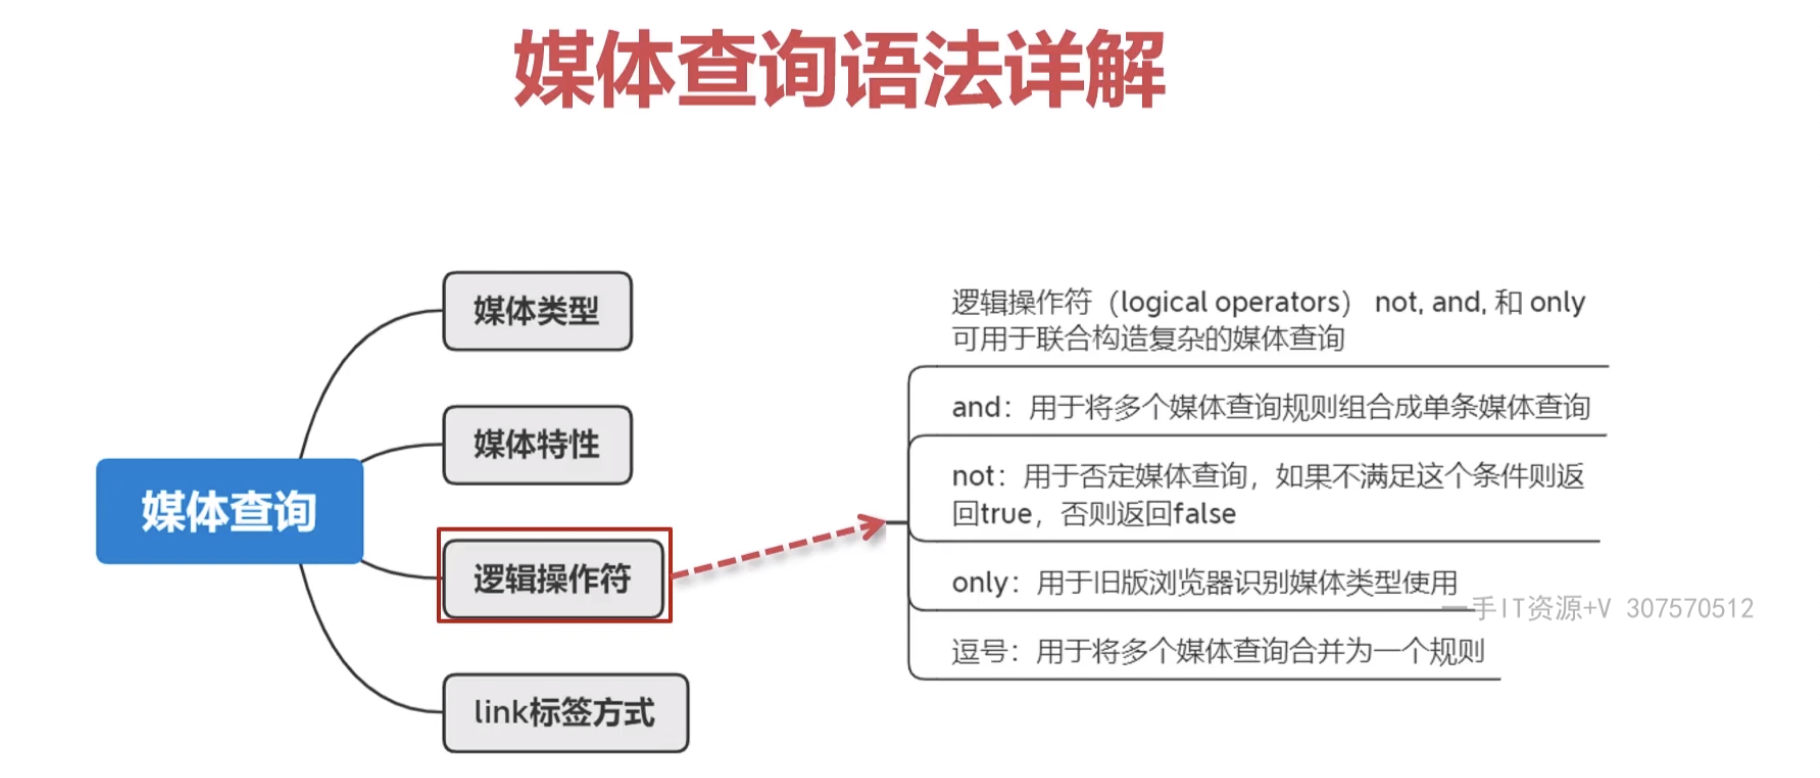 媒体查询语法详解
媒体查询
媒体类型
媒体特性
逻辑操作符
link标签方式
逻辑操作符（logical operators） not, and, 和 only
可用于联合构造复杂的媒体查询
and：用于将多个媒体查询规则组合成单条媒体查询
not：用于否定媒体查询，如果不满足这个条件则返
回true，否则返回false
only：用于旧版浏览器识别媒体类型使用
一手IT资源+V 307570512
逗号：用于将多个媒体查询合并为一个规则